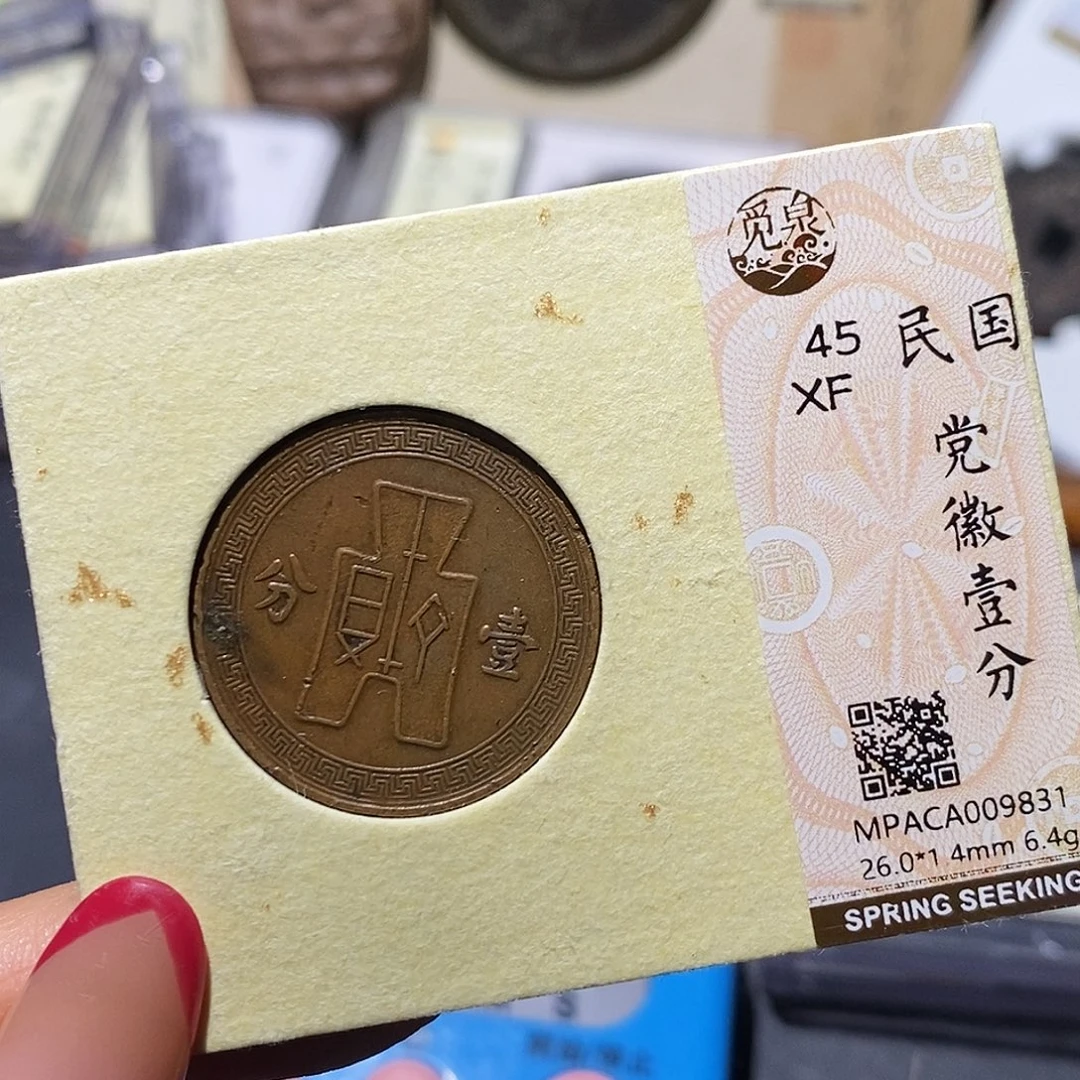 觅泉
45
XF
民国
党徽壹分
MPACA009831
26.0*1.4mm 6.4g
SPRING SEEKING
分
壹